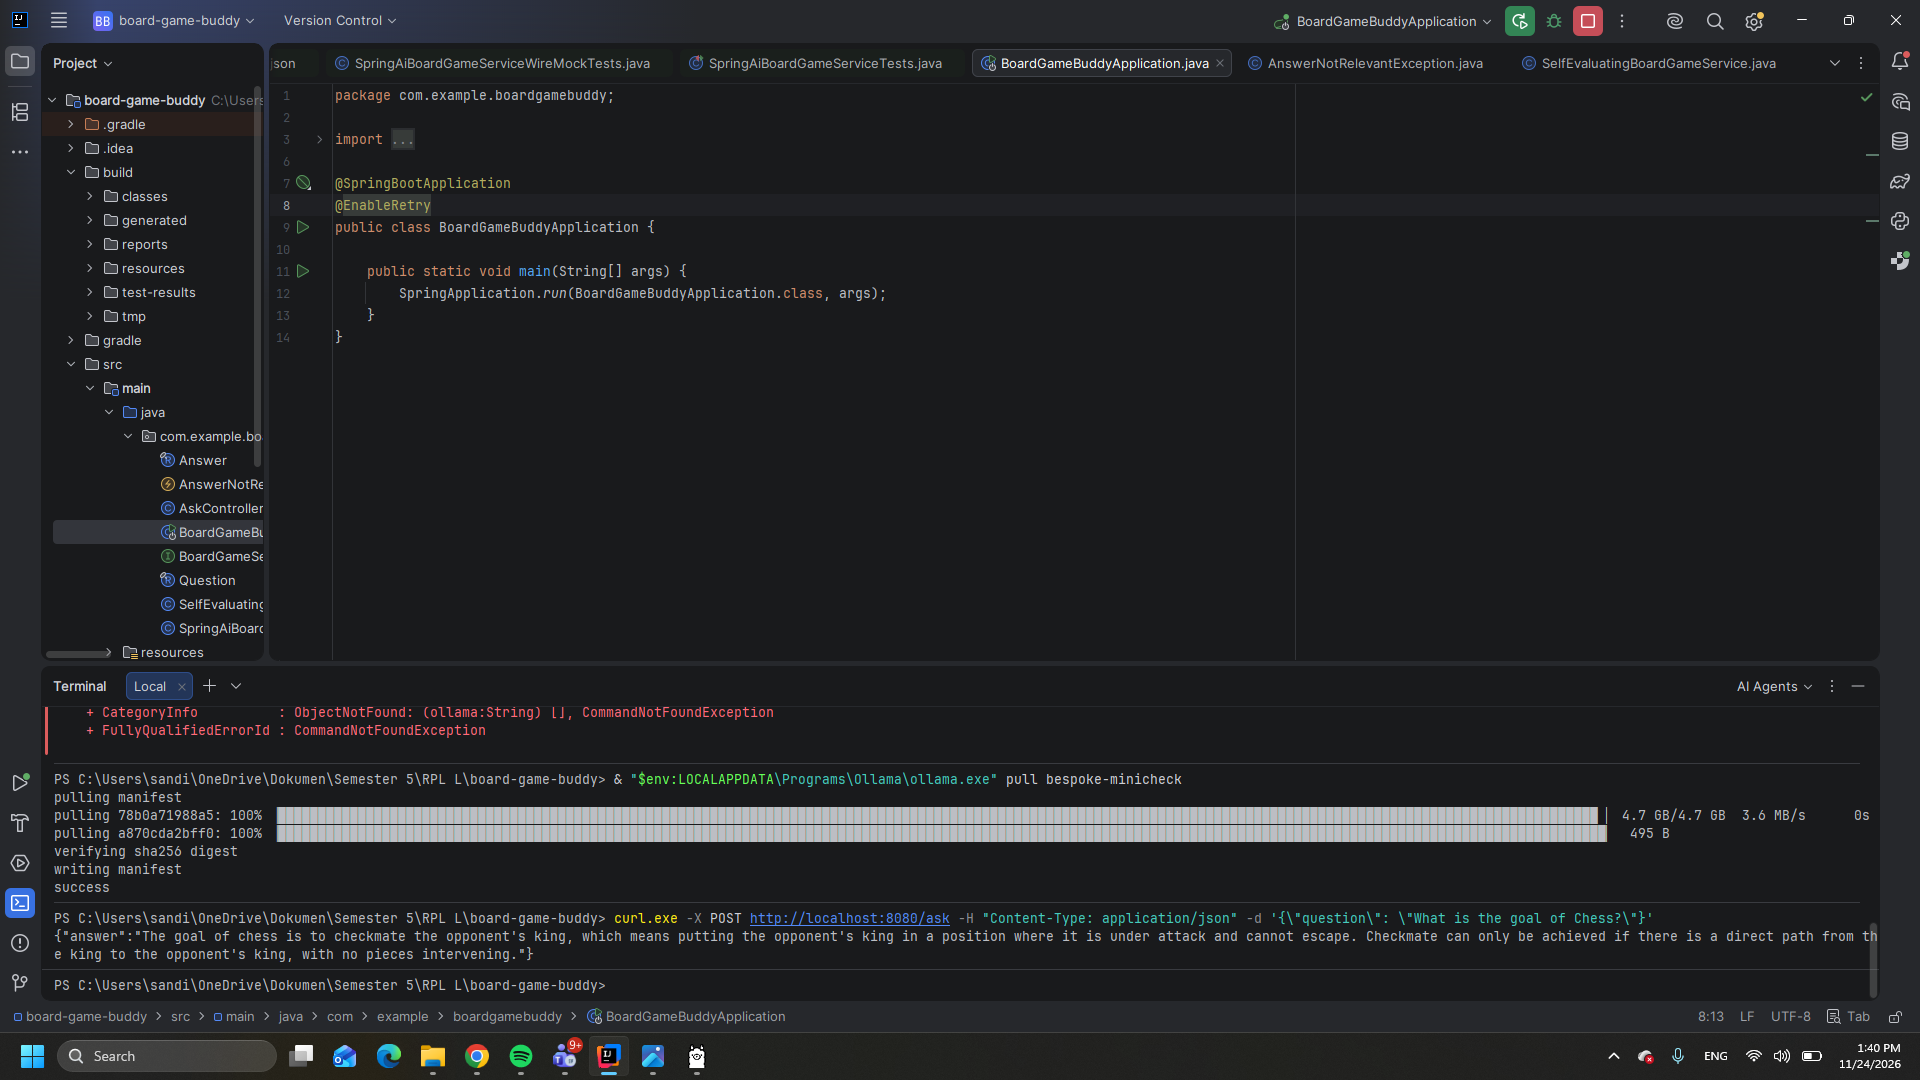 BB board-game-buddy Version Control BoardGameBuddyApplication
Project
json SpringAiBoardGameServiceWireMockTests.java SpringAiBoardGameServiceTests.java BoardGameBuddyApplication.java AnswerNotRelevantException.java SelfEvaluatingBoardGameService.java
board-game-buddy C:\Users
.gradle
.idea
build
classes
generated
reports
resources
test-results
tmp
gradle
src
main
java
com.example.bo
Answer
AnswerNotRe
AskController
BoardGameBu
BoardGameSe
Question
SelfEvaluating
SpringAiBoard
resources
1 package com.example.boardgamebuddy;
2
3 import ...
6
7 @SpringBootApplication
8 @EnableRetry
9 public class BoardGameBuddyApplication {
10
11 public static void main(String[] args) {
12 SpringApplication.run(BoardGameBuddyApplication.class, args);
13 }
14 }
Terminal Local AI Agents
+ CategoryInfo : ObjectNotFound: (ollama:String) [], CommandNotFoundException
+ FullyQualifiedErrorId : CommandNotFoundException
PS C:\Users\sandi\OneDrive\Dokumen\Semester 5\RPL L\board-game-buddy> & "$env:LOCALAPPDATA\Programs\Ollama\ollama.exe" pull bespoke-minicheck
pulling manifest
pulling 78b0a71988a5: 100% 4.7 GB/4.7 GB 3.6 MB/s 0s
pulling a870cda2bff0: 100% 495 B
verifying sha256 digest
writing manifest
success
PS C:\Users\sandi\OneDrive\Dokumen\Semester 5\RPL L\board-game-buddy> curl.exe -X POST http://localhost:8080/ask -H "Content-Type: application/json" -d '{\"question\": \"What is the goal of Chess?\"}'
{"answer":"The goal of chess is to checkmate the opponent's king, which means putting the opponent's king in a position where it is under attack and cannot escape. Checkmate can only be achieved if there is a direct path from th
e king to the opponent's king, with no pieces intervening."}
PS C:\Users\sandi\OneDrive\Dokumen\Semester 5\RPL L\board-game-buddy>
board-game-buddy > src > main > java > com > example > boardgamebuddy > BoardGameBuddyApplication 8:13 LF UTF-8 Tab
Search 9+ ENG 1:40 PM
11/24/2026